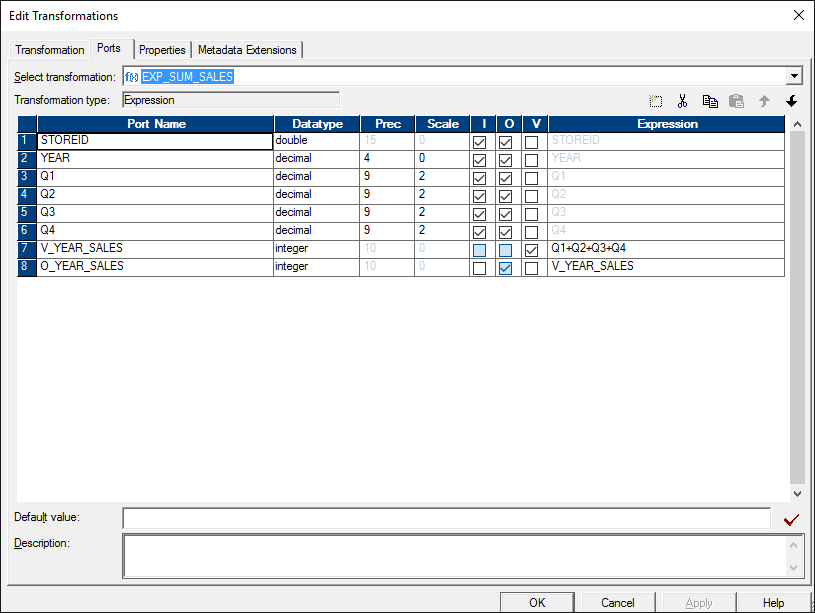 Edit Transformations
Transformation Ports Properties Metadata Extensions
Select transformation: f(x) EXP_SUM_SALES
Transformation type: Expression
Port Name Datatype Prec Scale I O V Expression
1 STOREID double 15 0 STOREID
2 YEAR decimal 4 0 YEAR
3 Q1 decimal 9 2 Q1
4 Q2 decimal 9 2 Q2
5 Q3 decimal 9 2 Q3
6 Q4 decimal 9 2 Q4
7 V_YEAR_SALES integer 10 0 Q1+Q2+Q3+Q4
8 O_YEAR_SALES integer 10 0 V_YEAR_SALES
Default value:
Description:
OK Cancel Apply Help